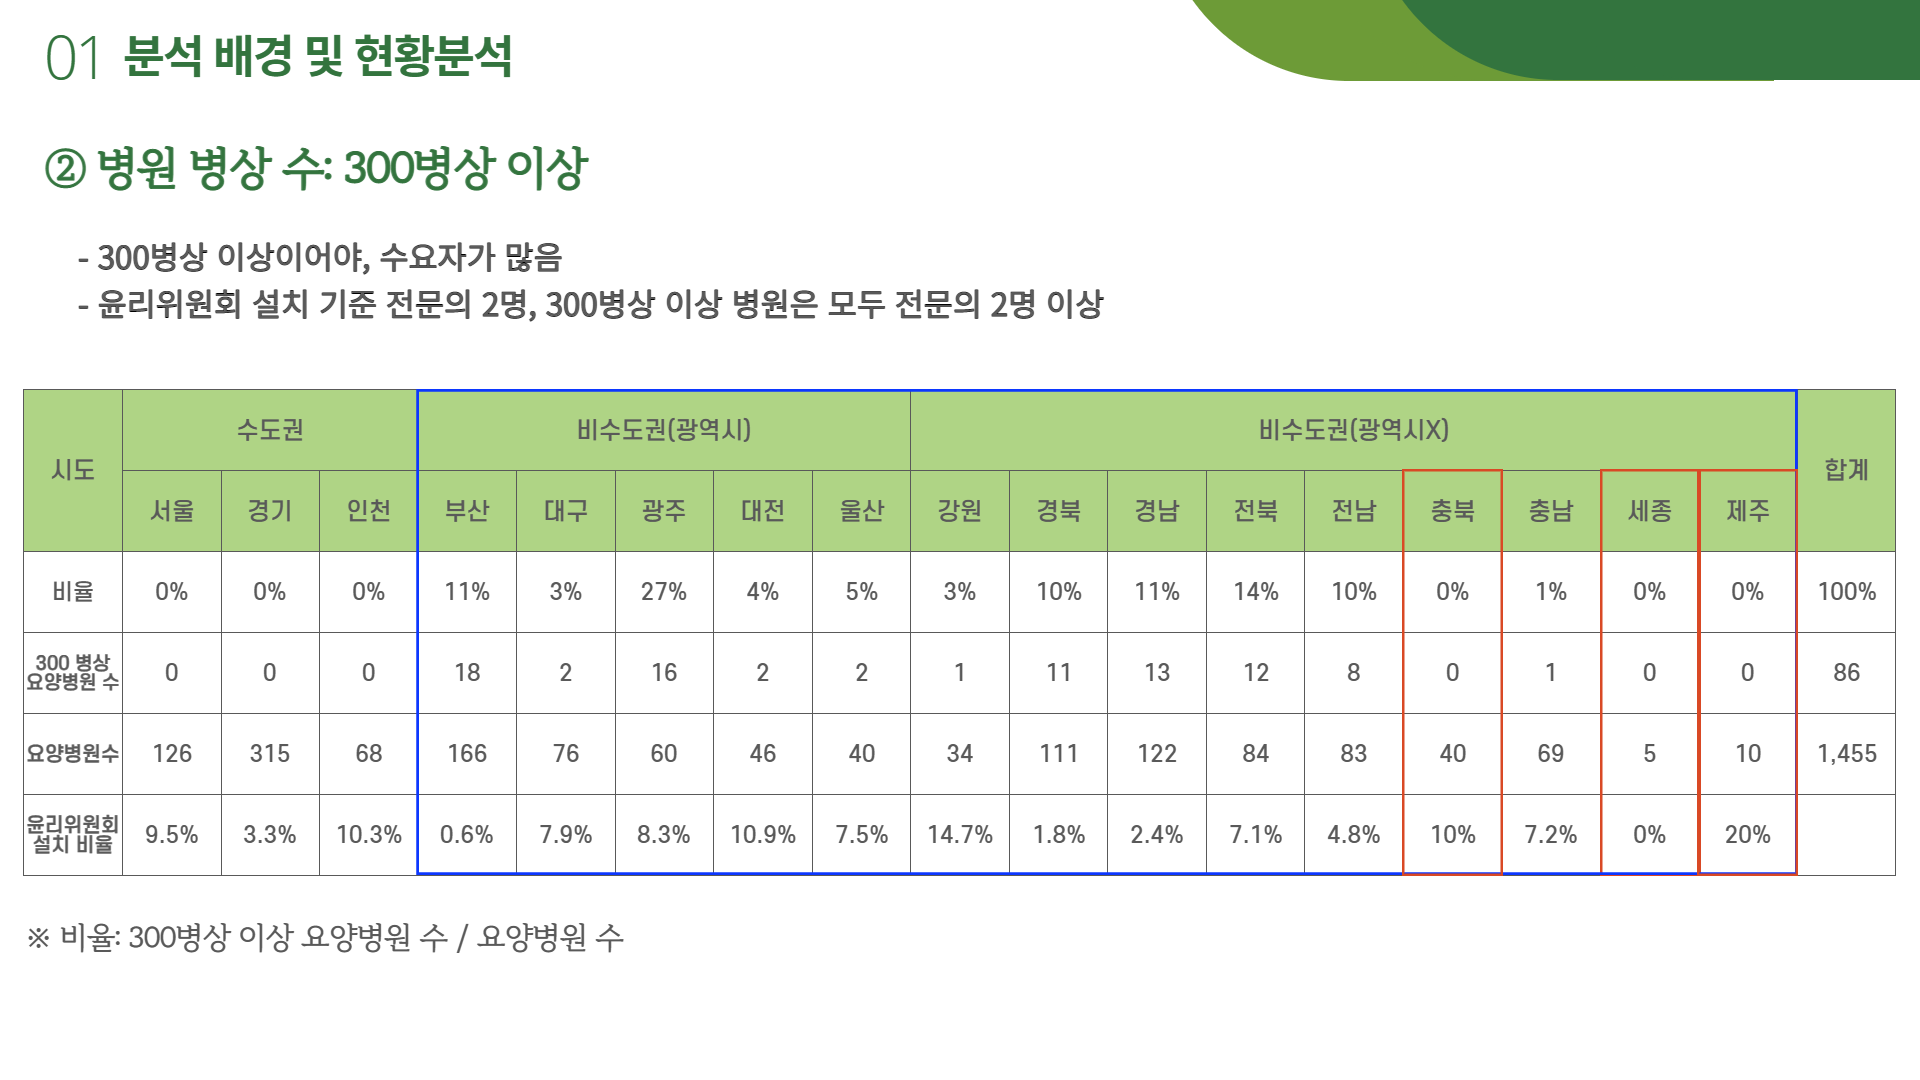 01 분석 배경 및 현황분석
② 병원 병상 수: 300병상 이상
- 300병상 이상이어야, 수요자가 많음
- 윤리위원회 설치 기준 전문의 2명, 300병상 이상 병원은 모두 전문의 2명 이상
시도 수도권 비수도권(광역시) 비수도권(광역시X) 합계
서울 경기 인천 부산 대구 광주 대전 울산 강원 경북 경남 전북 전남 충북 충남 세종 제주
비율 0% 0% 0% 11% 3% 27% 4% 5% 3% 10% 11% 14% 10% 0% 1% 0% 0% 100%
300 병상
요양병원 수 0 0 0 18 2 16 2 2 1 11 13 12 8 0 1 0 0 86
요양병원수 126 315 68 166 76 60 46 40 34 111 122 84 83 40 69 5 10 1,455
윤리위원회
설치 비율 9.5% 3.3% 10.3% 0.6% 7.9% 8.3% 10.9% 7.5% 14.7% 1.8% 2.4% 7.1% 4.8% 10% 7.2% 0% 20%
※ 비율: 300병상 이상 요양병원 수 / 요양병원 수